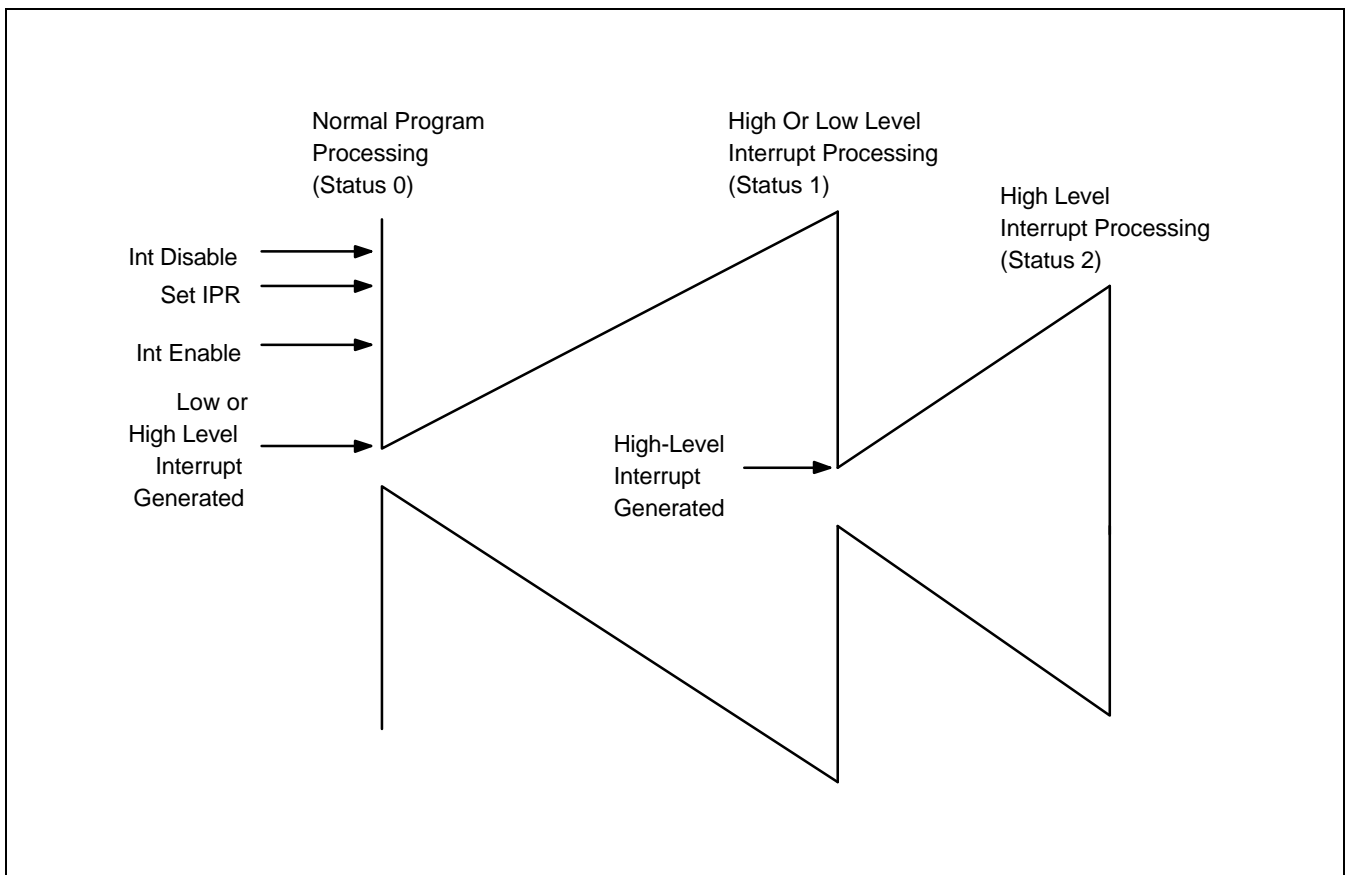 Normal Program
Processing
(Status 0)
High Or Low Level
Interrupt Processing
(Status 1)
High Level
Interrupt Processing
(Status 2)
Int Disable
Set IPR
Int Enable
Low or
High Level
Interrupt
Generated
High-Level
Interrupt
Generated